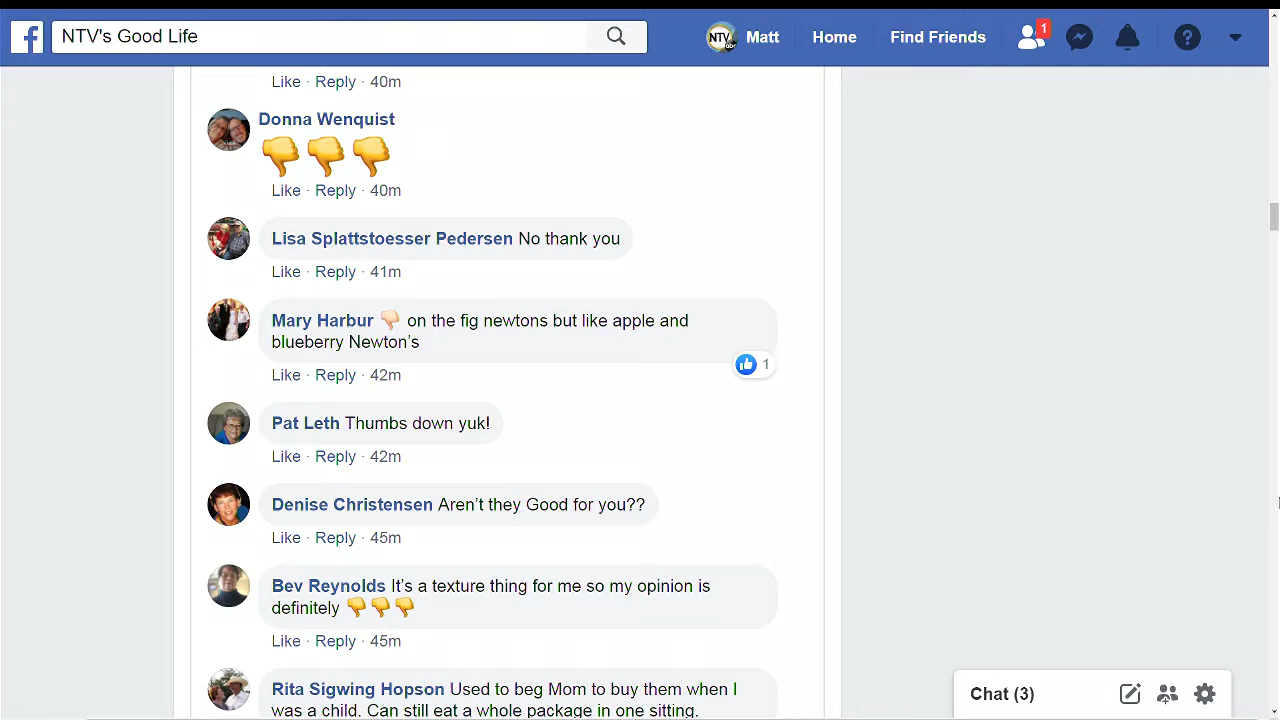 NTV's Good Life
NTV
abc
Matt
Home
Find Friends
1
Like · Reply · 40m
Donna Wenquist
👎👎👎
Like · Reply · 40m
Lisa Splattstoesser Pedersen No thank you
Like · Reply · 41m
Mary Harbur 👎🏻 on the fig newtons but like apple and
blueberry Newton’s
1
Like · Reply · 42m
Pat Leth Thumbs down yuk!
Like · Reply · 42m
Denise Christensen Aren’t they Good for you??
Like · Reply · 45m
Bev Reynolds It’s a texture thing for me so my opinion is
definitely 👎👎👎
Like · Reply · 45m
Rita Sigwing Hopson Used to beg Mom to buy them when I
was a child. Can still eat a whole package in one sitting.
Chat (3)